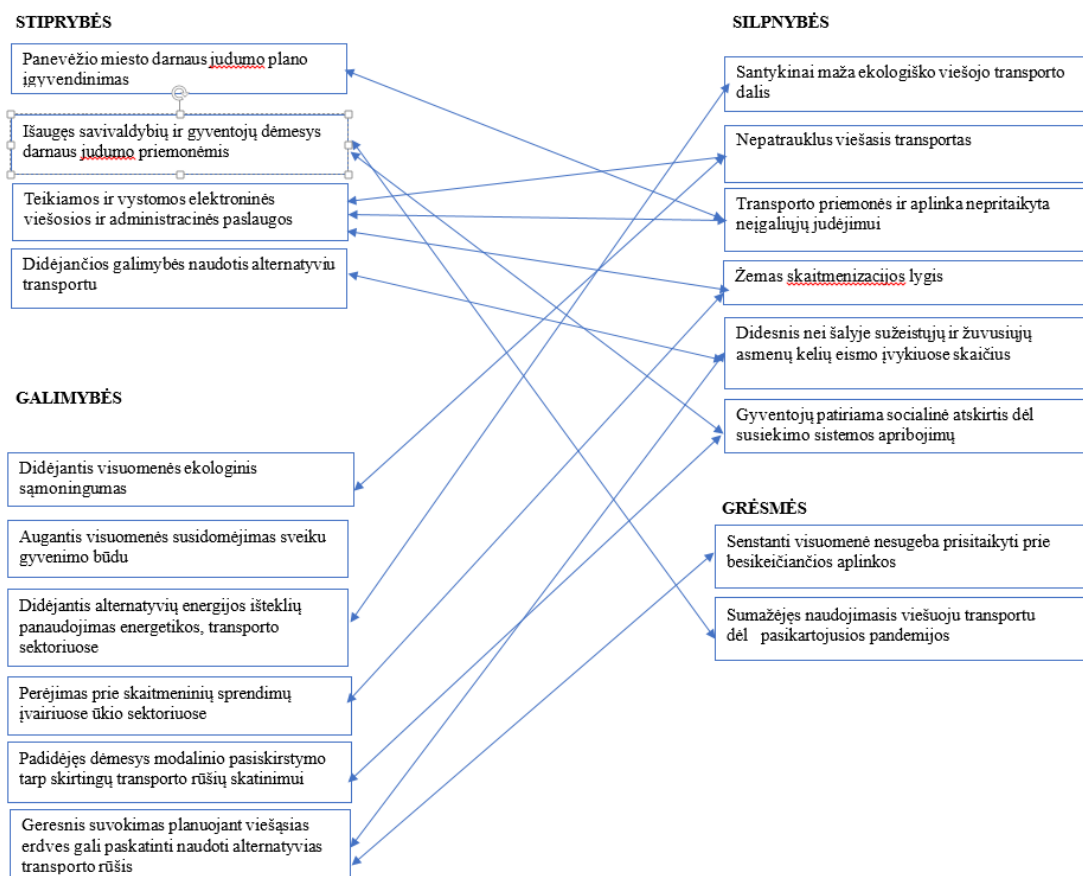 STIPRYBĖS
Panevėžio miesto darnaus judumo plano
įgyvendinimas
Išaugęs savivaldybių ir gyventojų dėmesys
darnaus judumo priemonėmis
Teikiamos ir vystomos elektroninės
viešosios ir administracinės paslaugos
Didėjančios galimybės naudotis alternatyviu
transportu
GALIMYBĖS
Didėjantis visuomenės ekologinis
sąmoningumas
Augantis visuomenės susidomėjimas sveiku
gyvenimo būdu
Didėjantis alternatyvių energijos išteklių
panaudojimas energetikos, transporto
sektoriuose
Perėjimas prie skaitmeninių sprendimų
įvairiuose ūkio sektoriuose
Padidėjęs dėmesys modalinio pasiskirstymo
tarp skirtingų transporto rūšių skatinimui
Geresnis suvokimas planuojant viešąsias
erdves gali paskatinti naudoti alternatyvias
transporto rūšis
SILPNYBĖS
Santykinai maža ekologiško viešojo transporto
dalis
Nepatrauklus viešasis transportas
Transporto priemonės ir aplinka nepritaikyta
neįgaliųjų judėjimui
Žemas skaitmenizacijos lygis
Didesnis nei šalyje sužeistųjų ir žuvusiųjų
asmenų kelių eismo įvykiuose skaičius
Gyventojų patiriama socialinė atskirtis dėl
susiekimo sistemos apribojimų
GRĖSMĖS
Senstanti visuomenė nesugeba prisitaikyti prie
besikeičiančios aplinkos
Sumažėjęs naudojimasis viešuoju transportu
dėl pasikartojusios pandemijos